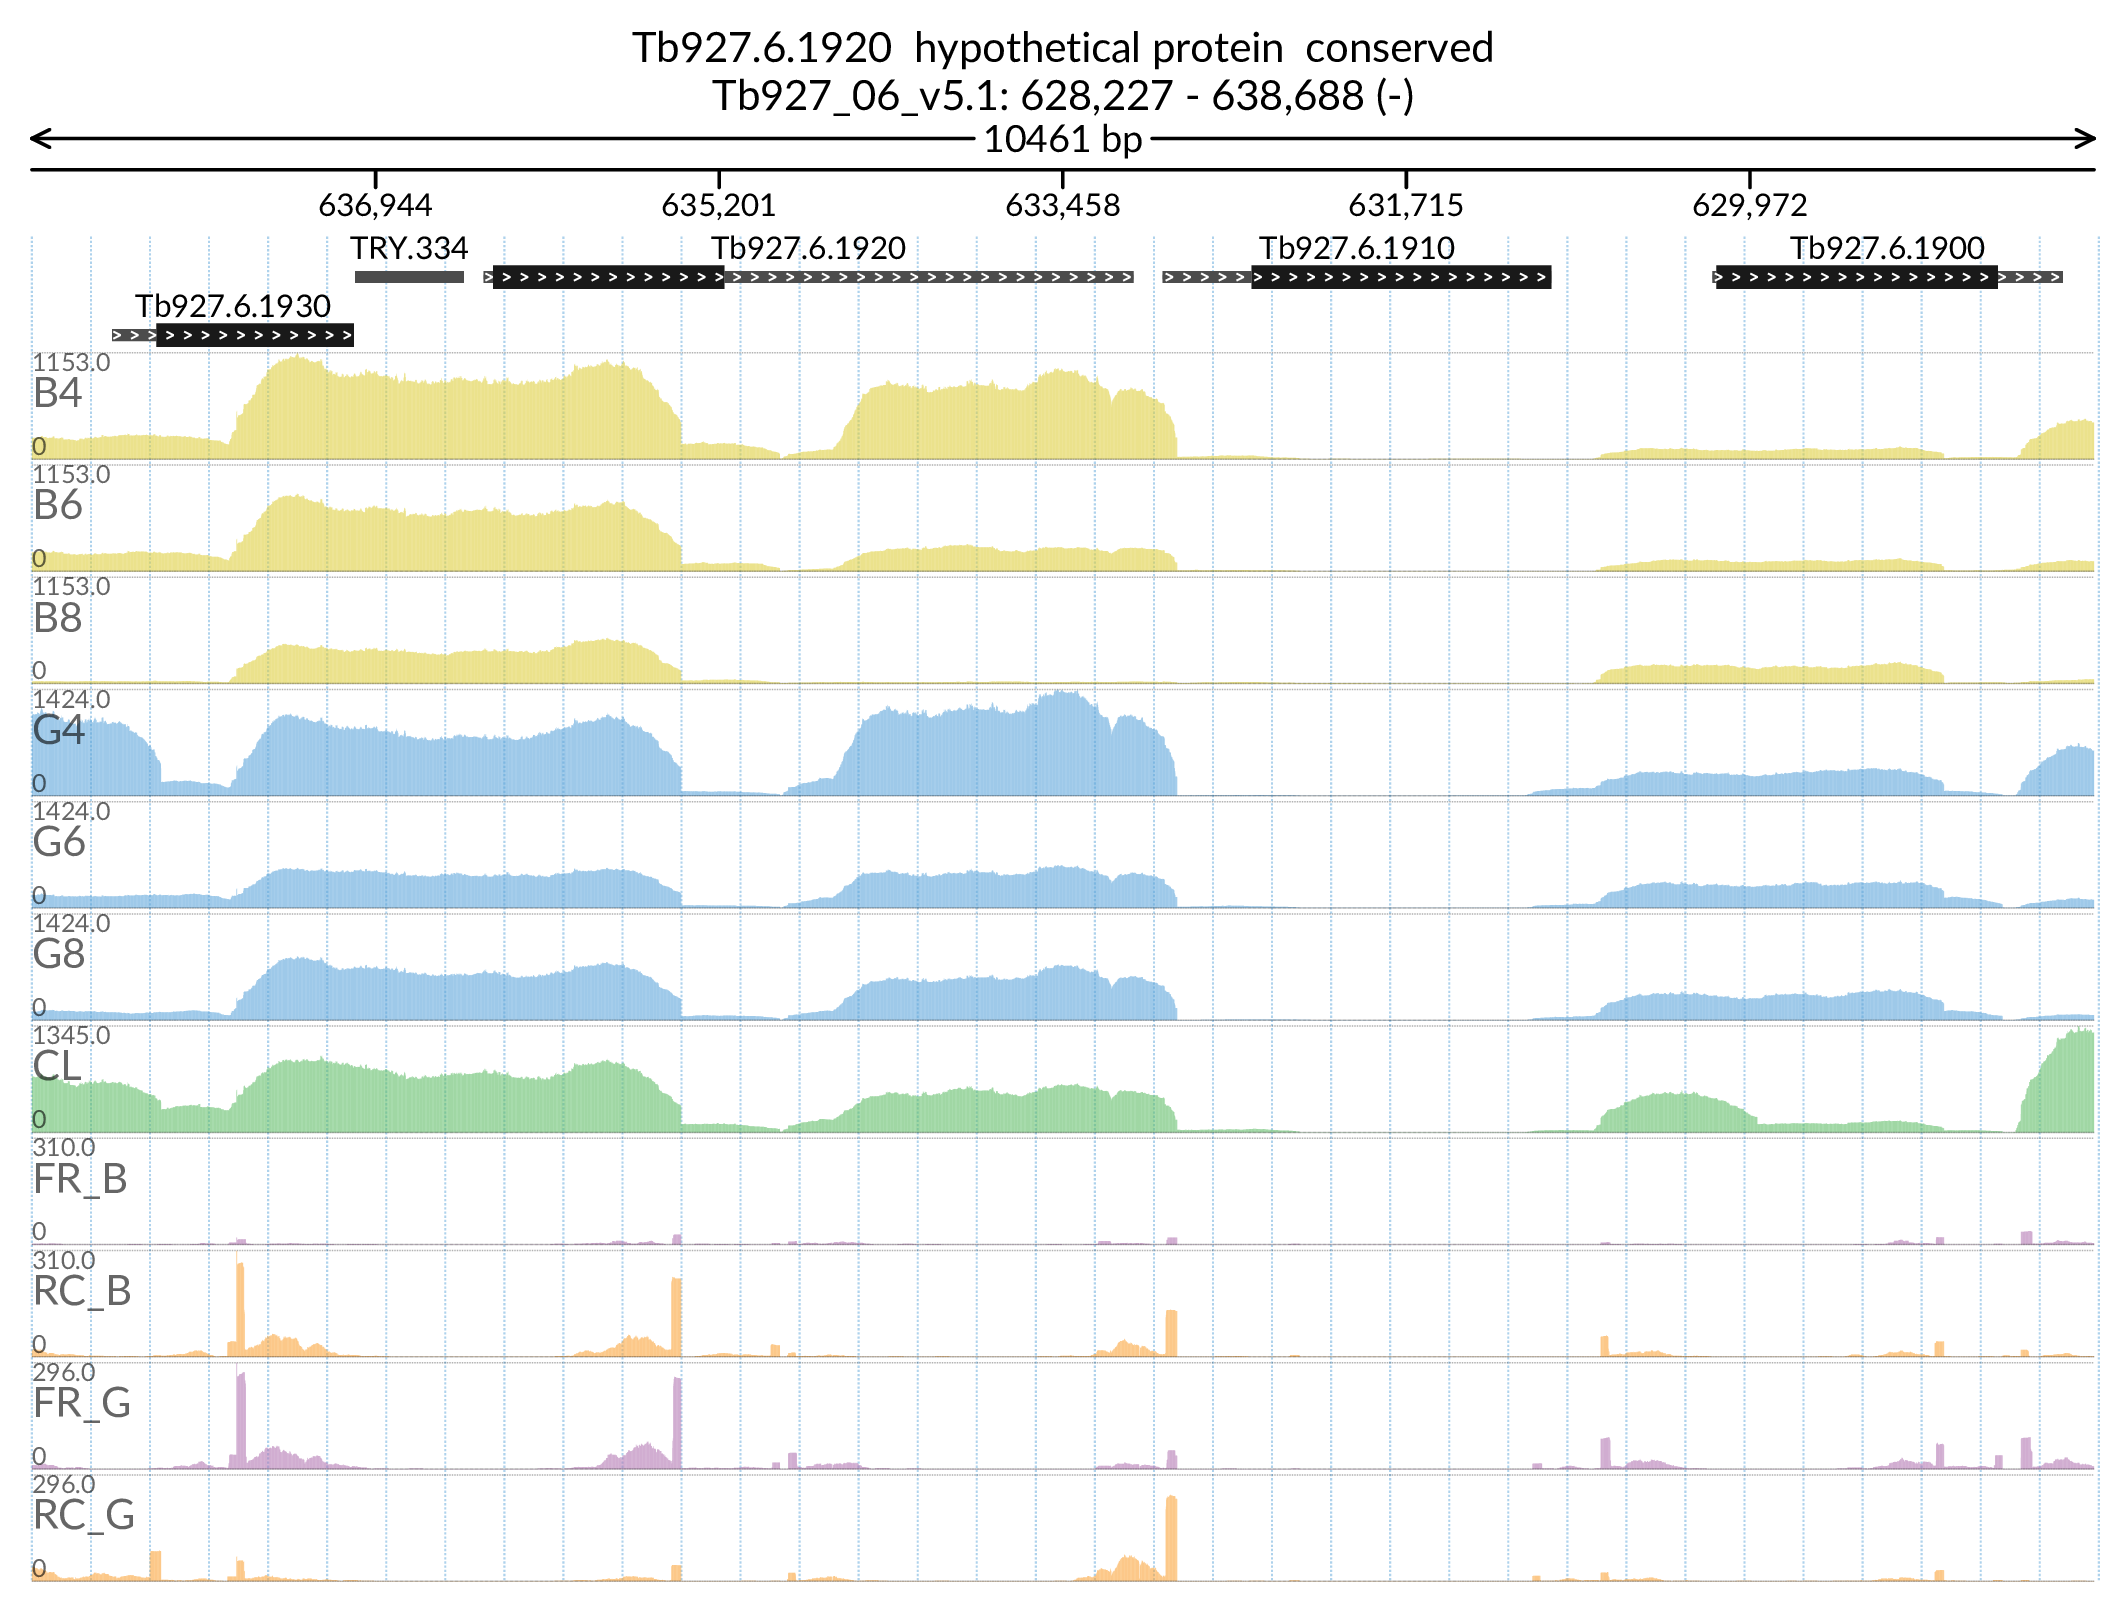 Tb927.6.1920 hypothetical protein conserved
Tb927_06_v5.1: 628,227 - 638,688 (-)
10461 bp
636,944 635,201 633,458 631,715 629,972
TRY.334 Tb927.6.1920 Tb927.6.1910 Tb927.6.1900
Tb927.6.1930
1153.0
B4
0
1153.0
B6
0
1153.0
B8
0
1424.0
G4
0
1424.0
G6
0
1424.0
G8
0
1345.0
CL
0
310.0
FR_B
0
310.0
RC_B
0
296.0
FR_G
0
296.0
RC_G
0